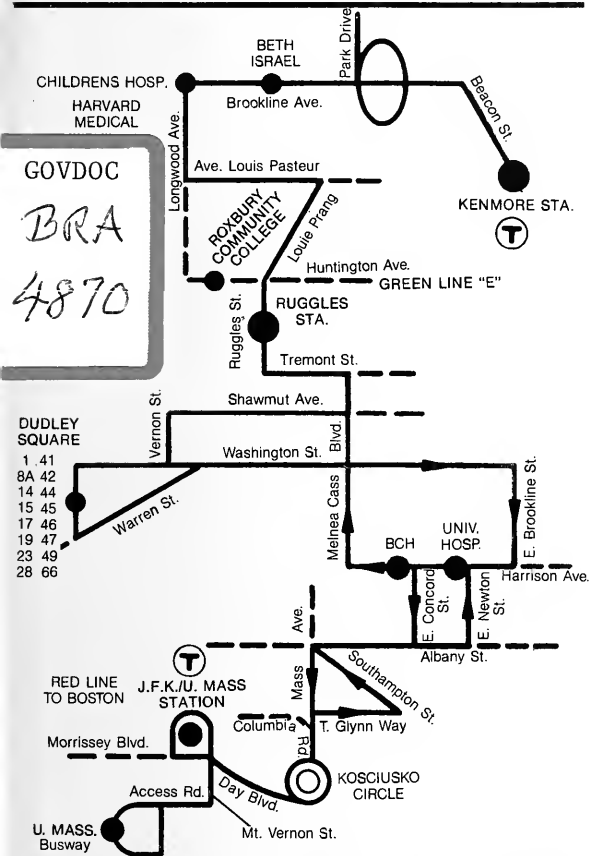 BETH
ISRAEL
Park Drive
CHILDRENS HOSP.
Brookline Ave.
Beacon St.
HARVARD
MEDICAL
Longwood Ave.
GOVDOC
BRA
4870
Ave. Louis Pasteur
KENMORE STA.
T
ROXBURY
COMMUNITY
COLLEGE
Louie Prang
Huntington Ave.
GREEN LINE "E"
Ruggles St.
RUGGLES
STA.
Tremont St.
Shawmut Ave.
Vernon St.
Blvd.
DUDLEY
SQUARE
1 41
8A 42
14 44
15 45
17 46
19 47
23 49
28 66
Washington St.
Warren St.
Melnea Cass
E. Brookline St.
BCH
UNIV.
HOSP.
Harrison Ave.
E. Concord
St.
E. Newton
St.
Ave.
Albany St.
Mass
Southampton St.
T
RED LINE
TO BOSTON
J.F.K./U. MASS
STATION
Columbia
Rd.
T. Glynn Way
Morrissey Blvd.
Day Blvd.
KOSCIUSKO
CIRCLE
Access Rd.
Mt. Vernon St.
U. MASS.
Busway